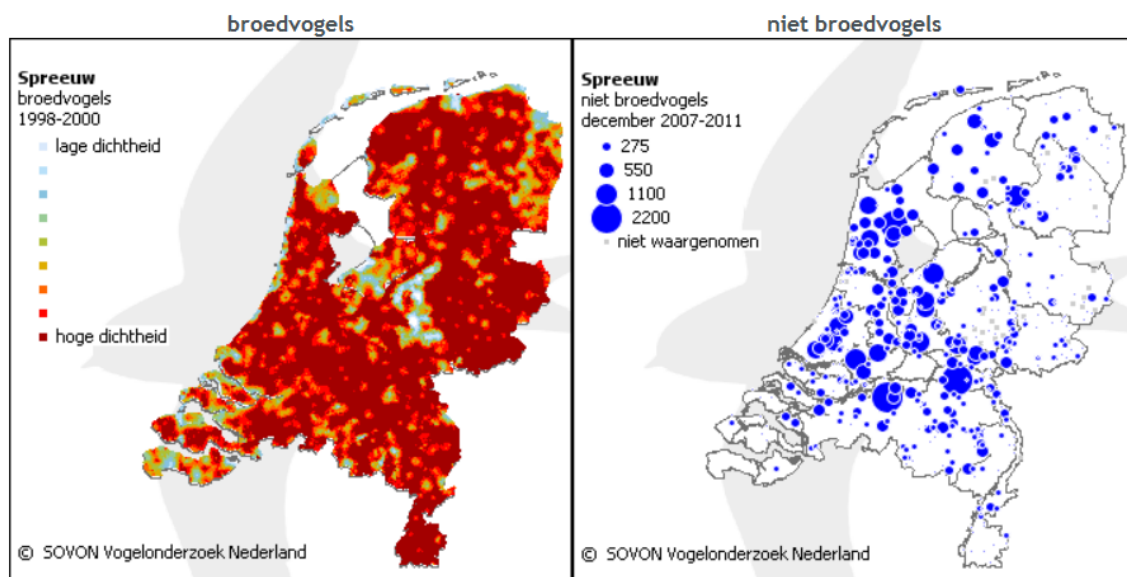 broedvogels
Spreeuw
broedvogels
1998-2000
lage dichtheid
hoge dichtheid
© SOVON Vogelonderzoek Nederland
niet broedvogels
Spreeuw
niet broedvogels
december 2007-2011
275
550
1100
2200
niet waargenomen
© SOVON Vogelonderzoek Nederland